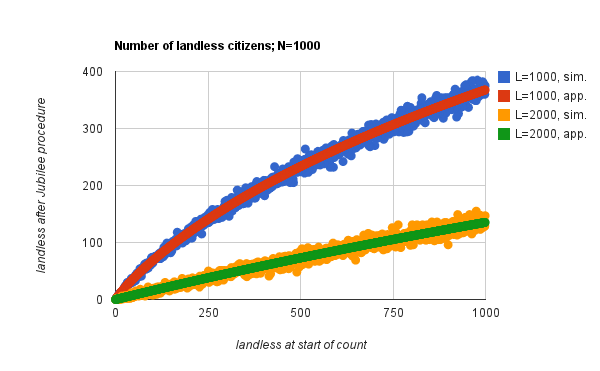 Number of landless citizens; N=1000
400
300
200
100
0
0
250
500
750
1000
landless after Jubilee procedure
landless at start of count
L=1000, sim.
L=1000, app.
L=2000, sim.
L=2000, app.